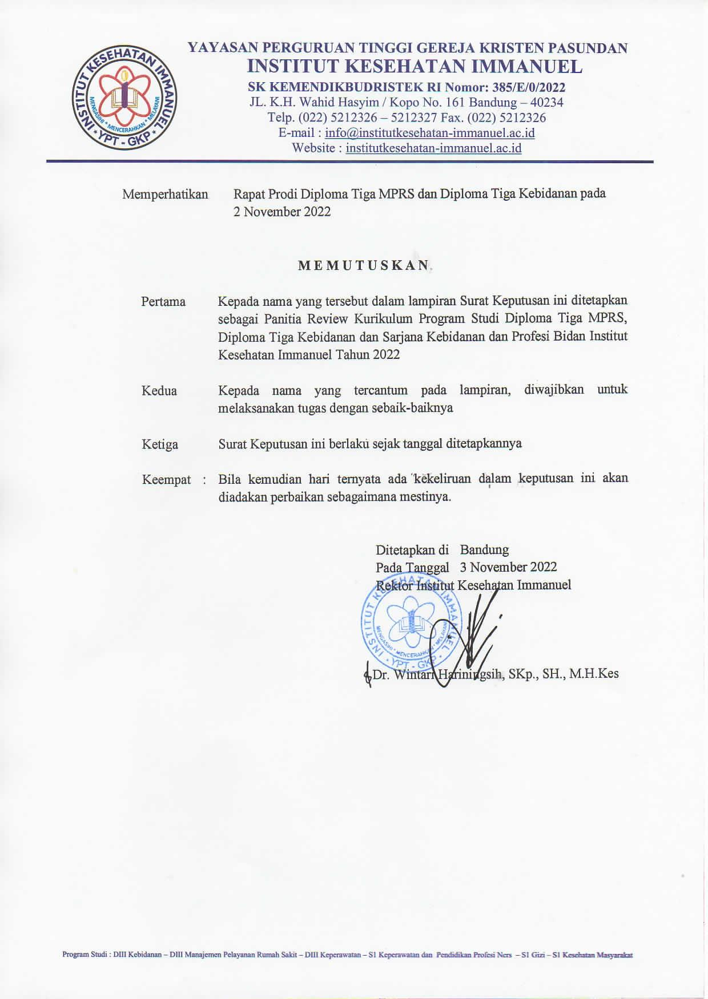 YAYASAN PERGURUAN TINGGI GEREJA KRISTEN PASUNDAN
INSTITUT KESEHATAN IMMANUEL
SK KEMENDIKBUDRISTEK RI Nomor: 385/E/0/2022
JL. K.H. Wahid Hasyim / Kopo No. 161 Bandung – 40234
Telp. (022) 5212326 – 5212327 Fax. (022) 5212326
E-mail : info@institutkesehatan-immanuel.ac.id
Website : institutkesehatan-immanuel.ac.id
INSTITUT KESEHATAN IMMANUEL
MENGASIHI * MENCERAHKAN * MELAYANI
* YPT - GKP *
Memperhatikan Rapat Prodi Diploma Tiga MPRS dan Diploma Tiga Kebidanan pada
2 November 2022
M E M U T U S K A N
Pertama Kepada nama yang tersebut dalam lampiran Surat Keputusan ini ditetapkan
sebagai Panitia Review Kurikulum Program Studi Diploma Tiga MPRS,
Diploma Tiga Kebidanan dan Sarjana Kebidanan dan Profesi Bidan Institut
Kesehatan Immanuel Tahun 2022
Kedua Kepada nama yang tercantum pada lampiran, diwajibkan untuk
melaksanakan tugas dengan sebaik-baiknya
Ketiga Surat Keputusan ini berlaku sejak tanggal ditetapkannya
Keempat : Bila kemudian hari ternyata ada kekeliruan dalam keputusan ini akan
diadakan perbaikan sebagaimana mestinya.
Ditetapkan di Bandung
Pada Tanggal 3 November 2022
Rektor Institut Kesehatan Immanuel
INSTITUT KESEHATAN IMMANUEL
MENGASIHI * MENCERAHKAN * MELAYANI
* YPT - GKP *
Dr. Wintari Hariningsih, SKp., SH., M.H.Kes
Program Studi : DIII Kebidanan – DIII Manajemen Pelayanan Rumah Sakit – DIII Keperawatan – S1 Keperawatan dan Pendidikan Profesi Ners – S1 Gizi – S1 Kesehatan Masyarakat